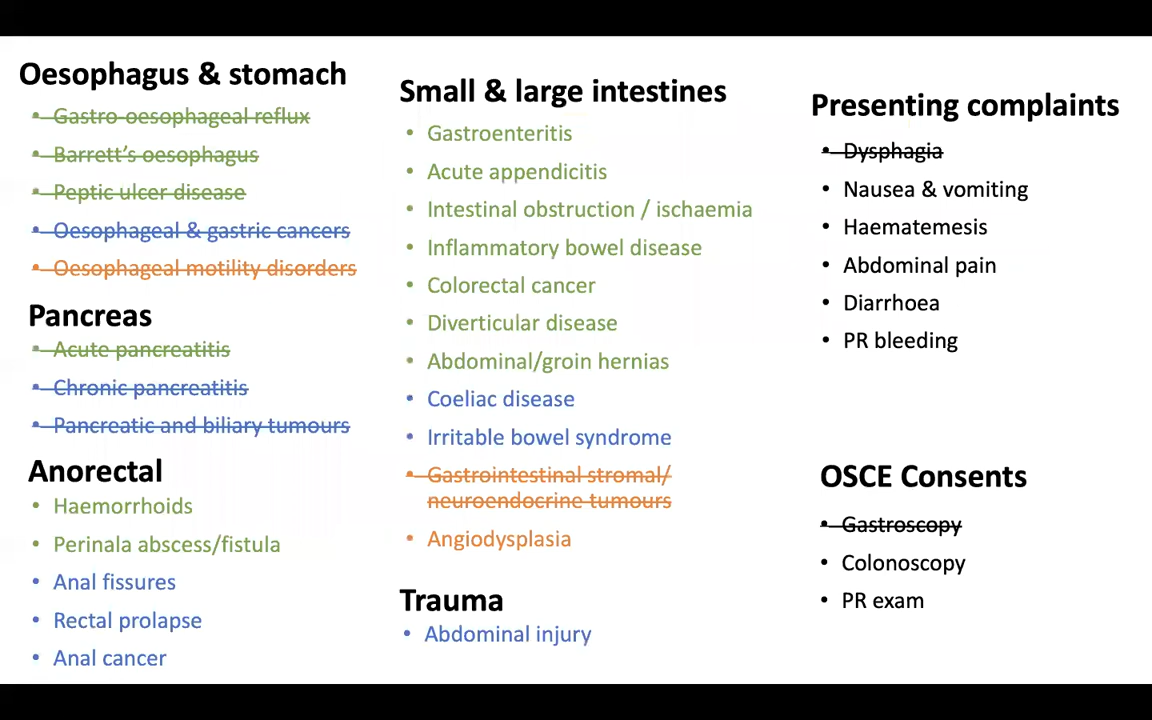 Oesophagus & stomach
• Gastro-oesophageal reflux
• Barrett's oesophagus
• Peptic ulcer disease
• Oesophageal & gastric cancers
• Oesophageal motility disorders
Pancreas
• Acute pancreatitis
• Chronic pancreatitis
• Pancreatic and biliary tumours
Anorectal
• Haemorrhoids
• Perinala abscess/fistula
• Anal fissures
• Rectal prolapse
• Anal cancer
Small & large intestines
• Gastroenteritis
• Acute appendicitis
• Intestinal obstruction / ischaemia
• Inflammatory bowel disease
• Colorectal cancer
• Diverticular disease
• Abdominal/groin hernias
• Coeliac disease
• Irritable bowel syndrome
• Gastrointestinal stromal/
neuroendocrine tumours
• Angiodysplasia
Trauma
• Abdominal injury
Presenting complaints
• Dysphagia
• Nausea & vomiting
• Haematemesis
• Abdominal pain
• Diarrhoea
• PR bleeding
OSCE Consents
• Gastroscopy
• Colonoscopy
• PR exam